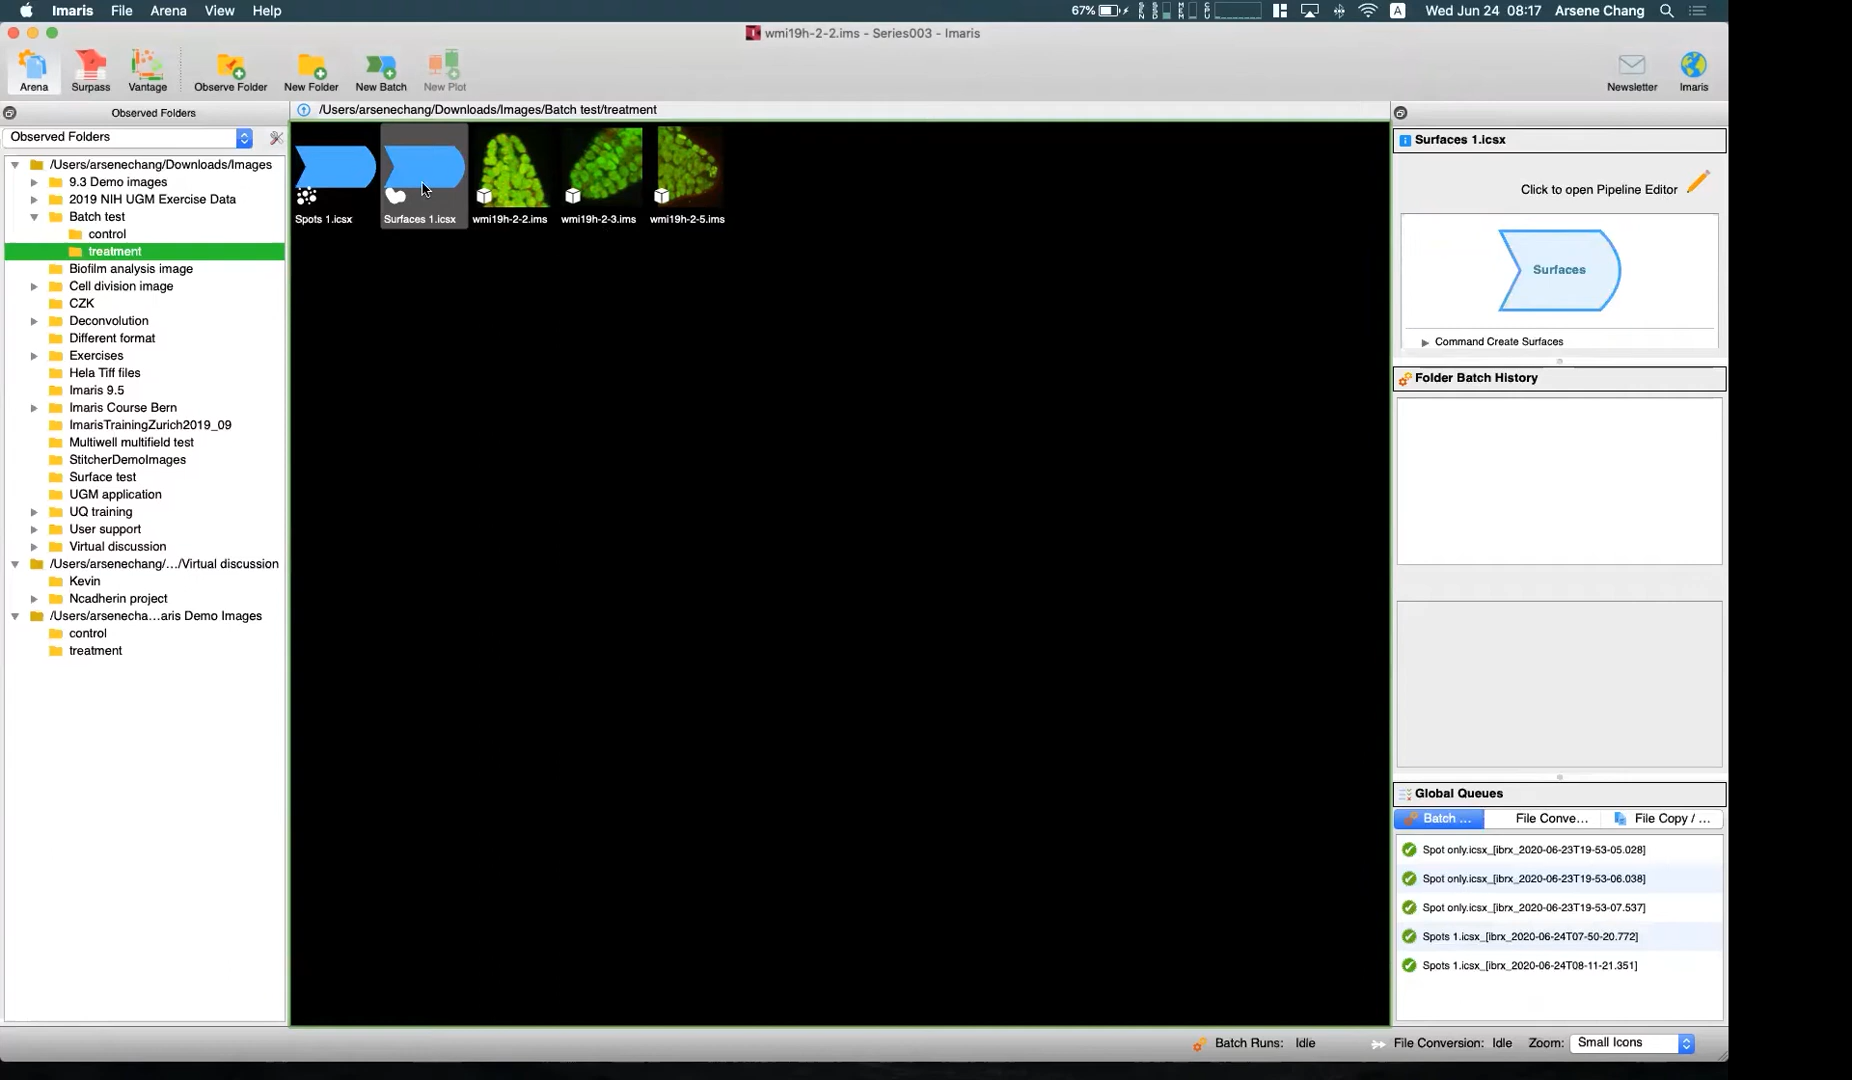 Imaris File Arena View Help 67% A Wed Jun 24 08:17 Arsene Chang
wmi19h-2-2.ims - Series003 - Imaris
Arena Surpass Vantage Observe Folder New Folder New Batch New Plot Newsletter Imaris
Observed Folders
Observed Folders
/Users/arsenechang/Downloads/Images
9.3 Demo images
2019 NIH UGM Exercise Data
Batch test
control
treatment
Biofilm analysis image
Cell division image
CZK
Deconvolution
Different format
Exercises
Hela Tiff files
Imaris 9.5
Imaris Course Bern
ImarisTrainingZurich2019_09
Multiwell multifield test
StitcherDemoImages
Surface test
UGM application
UQ training
User support
Virtual discussion
/Users/arsenechang/.../Virtual discussion
Kevin
Ncadherin project
/Users/arsenecha...aris Demo Images
control
treatment
/Users/arsenechang/Downloads/Images/Batch test/treatment
Spots 1.icsx Surfaces 1.icsx wmi19h-2-2.ims wmi19h-2-3.ims wmi19h-2-5.ims
Surfaces 1.icsx
Click to open Pipeline Editor
Surfaces
Command Create Surfaces
Folder Batch History
Global Queues
Batch ... File Conve... File Copy / ...
Spot only.icsx_[ibrx_2020-06-23T19-53-05.028]
Spot only.icsx_[ibrx_2020-06-23T19-53-06.038]
Spot only.icsx_[ibrx_2020-06-23T19-53-07.537]
Spots 1.icsx_[ibrx_2020-06-24T07-50-20.772]
Spots 1.icsx_[ibrx_2020-06-24T08-11-21.351]
Batch Runs: Idle File Conversion: Idle Zoom: Small Icons